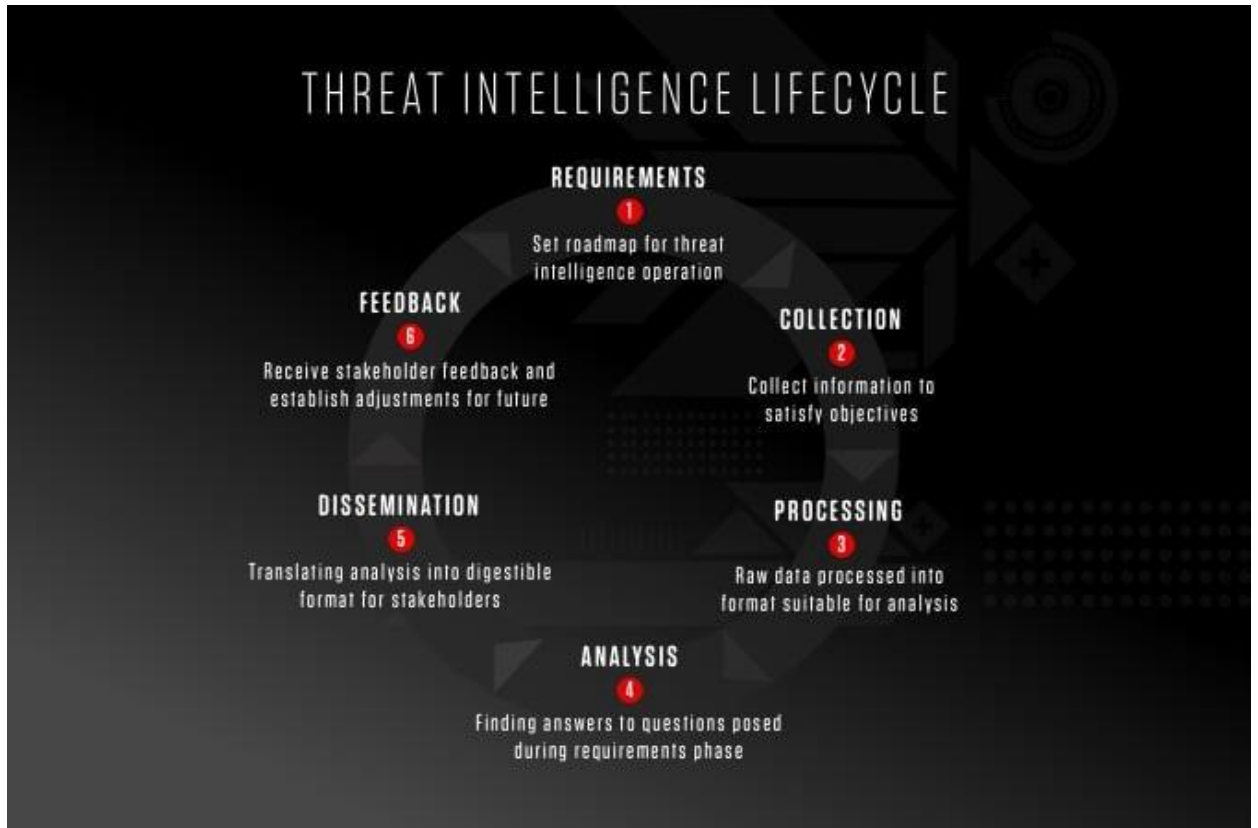 THREAT INTELLIGENCE LIFECYCLE
REQUIREMENTS
1
Set roadmap for threat
intelligence operation
COLLECTION
2
Collect information to
satisfy objectives
PROCESSING
3
Raw data processed into
format suitable for analysis
ANALYSIS
4
Finding answers to questions posed
during requirements phase
DISSEMINATION
5
Translating analysis into digestible
format for stakeholders
FEEDBACK
6
Receive stakeholder feedback and
establish adjustments for future